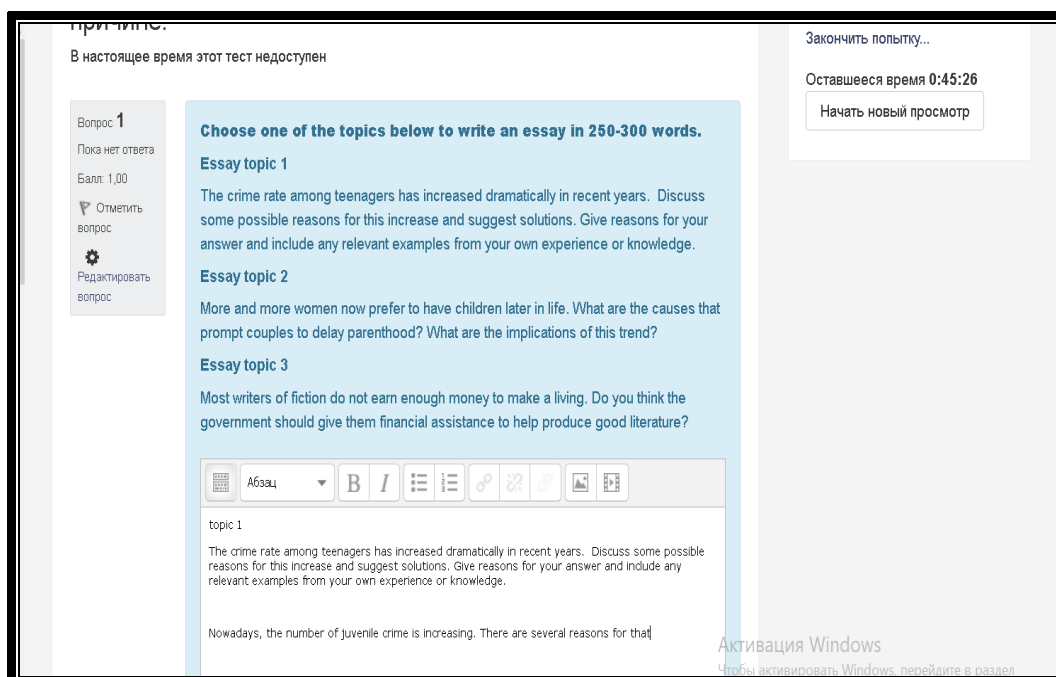 причине.
В настоящее время этот тест недоступен
Закончить попытку...
Оставшееся время 0:45:26
Начать новый просмотр
Вопрос 1
Пока нет ответа
Балл: 1,00
Отметить
вопрос
Редактировать
вопрос
Choose one of the topics below to write an essay in 250-300 words.
Essay topic 1
The crime rate among teenagers has increased dramatically in recent years. Discuss
some possible reasons for this increase and suggest solutions. Give reasons for your
answer and include any relevant examples from your own experience or knowledge.
Essay topic 2
More and more women now prefer to have children later in life. What are the causes that
prompt couples to delay parenthood? What are the implications of this trend?
Essay topic 3
Most writers of fiction do not earn enough money to make a living. Do you think the
government should give them financial assistance to help produce good literature?
Абзац
B I
topic 1
The crime rate among teenagers has increased dramatically in recent years. Discuss some possible
reasons for this increase and suggest solutions. Give reasons for your answer and include any
relevant examples from your own experience or knowledge.
Nowadays, the number of juvenile crime is increasing. There are several reasons for that
Активация Windows
Чтобы активировать Windows, перейдите в раздел